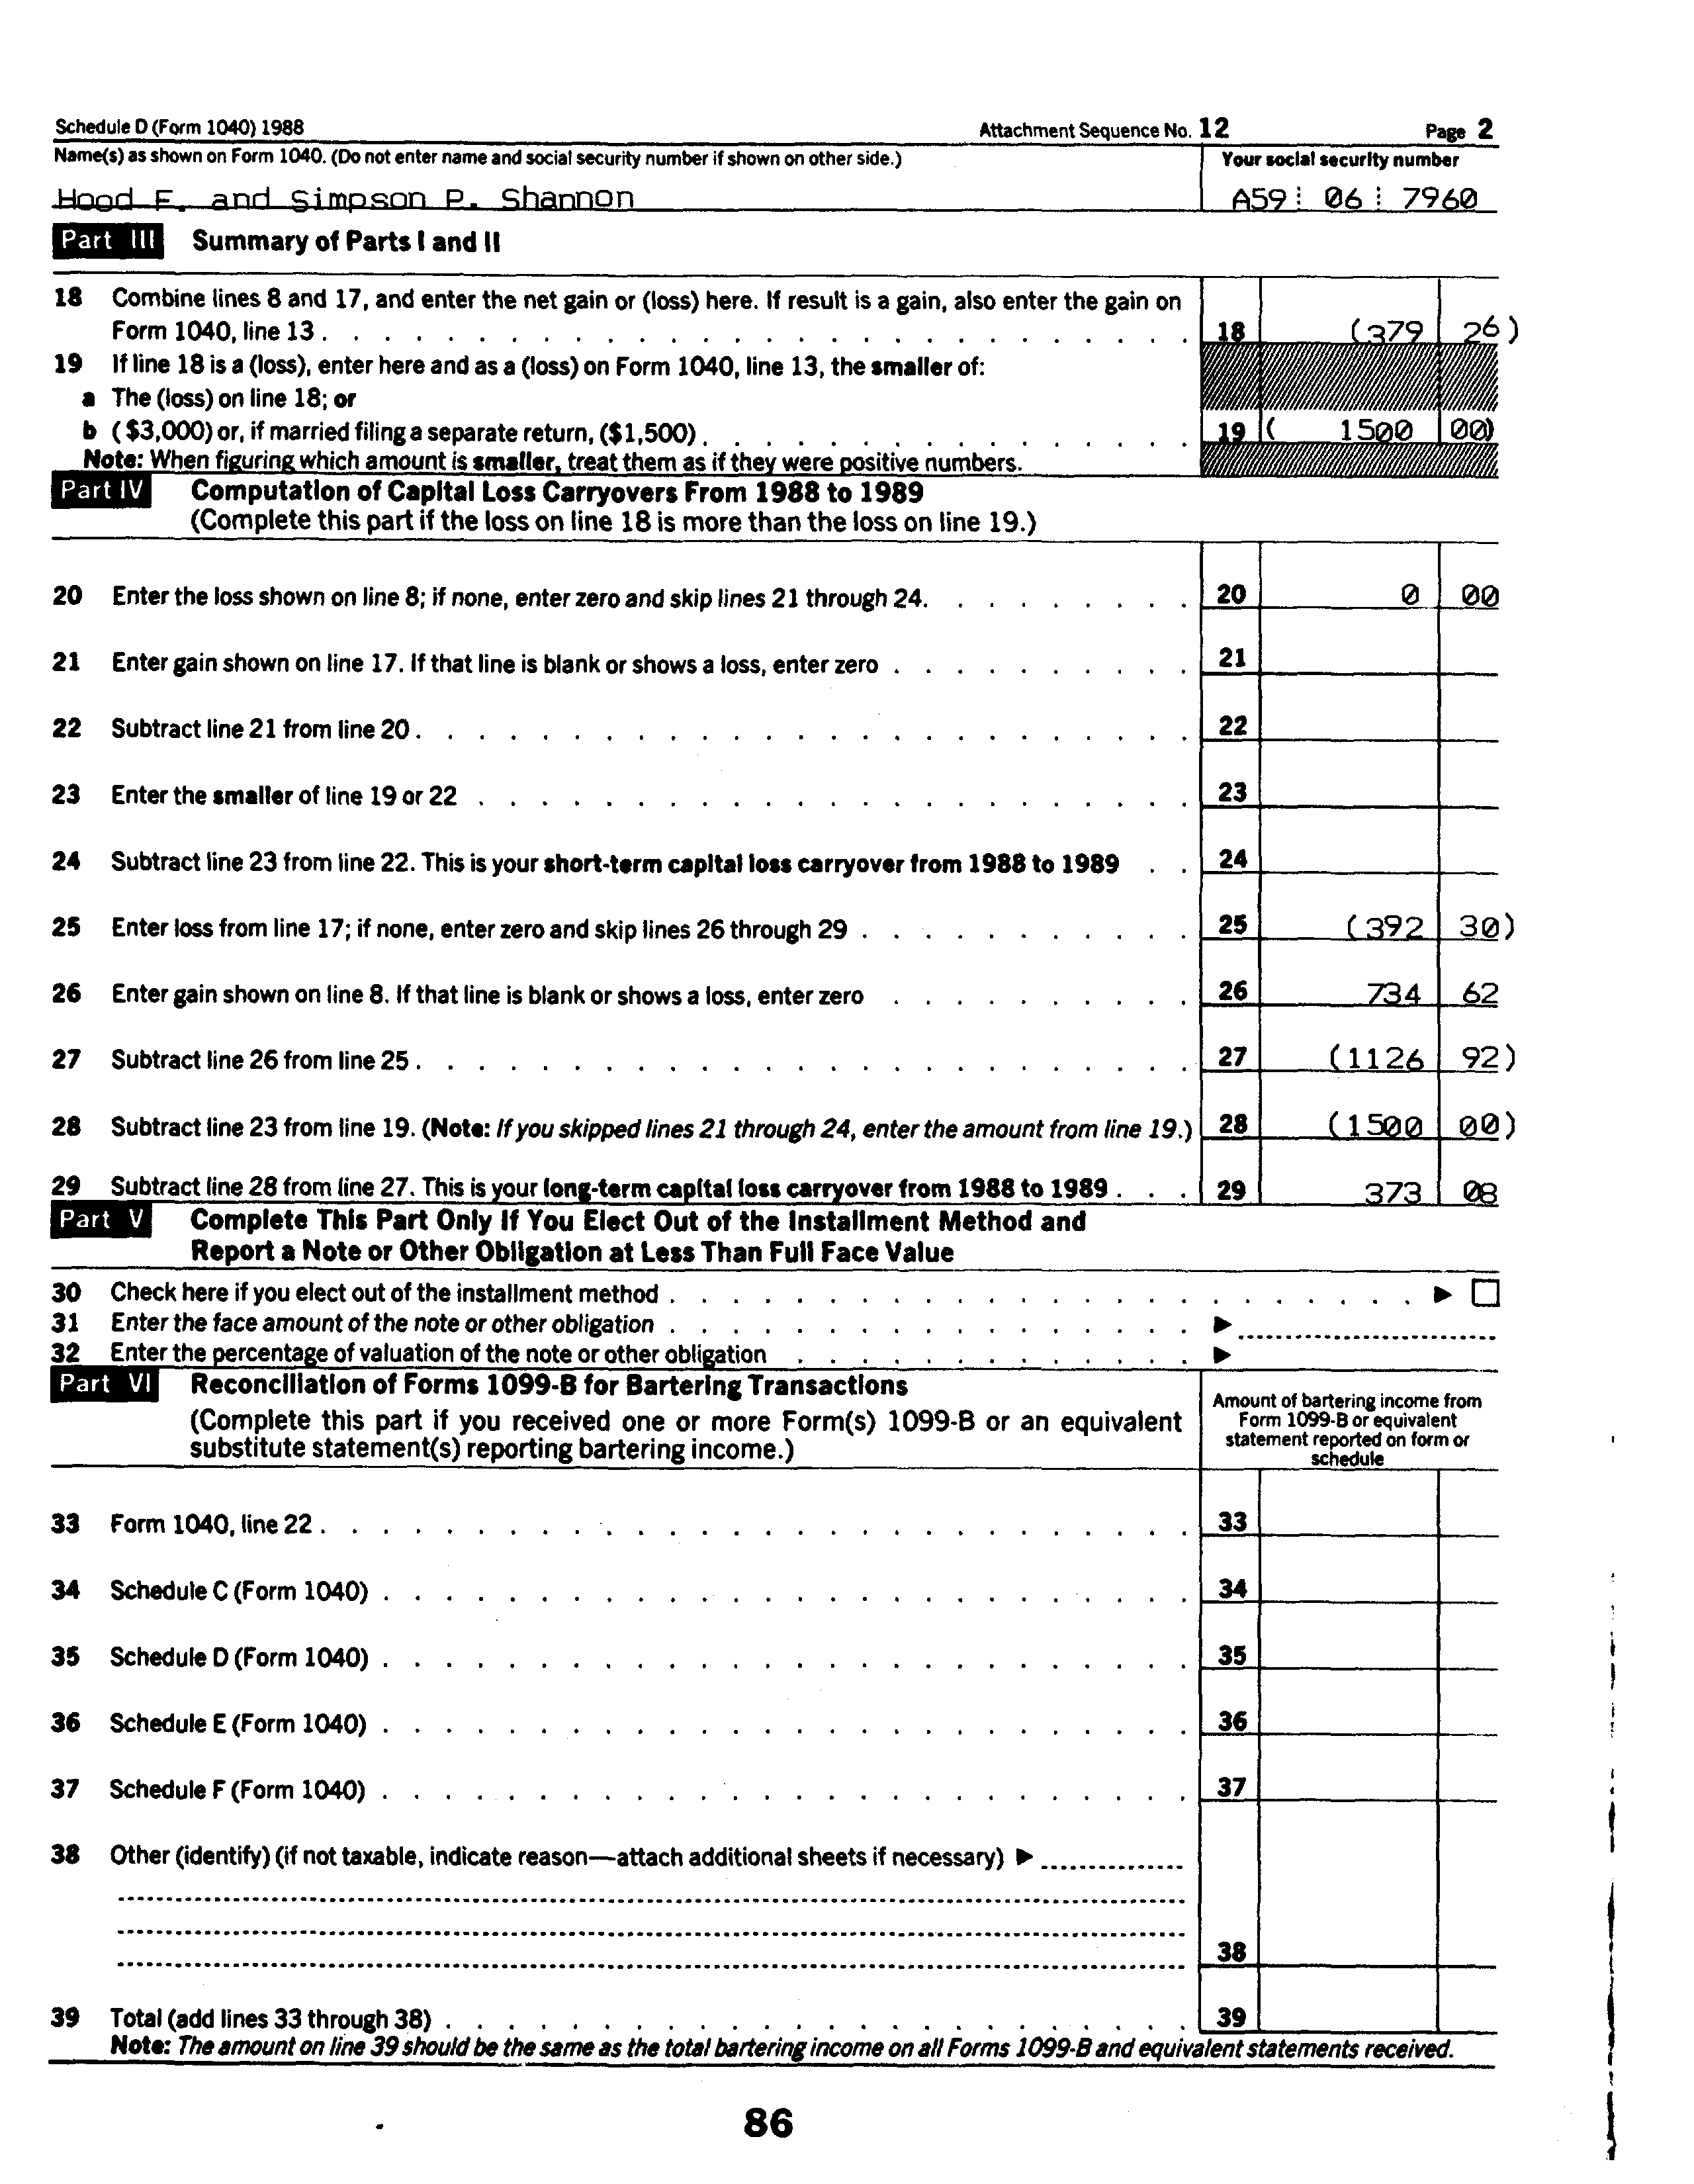 Schedule D (Form 1040) 1988 Attachment Sequence No. 12 Page 2
Name(s) as shown on Form 1040. (Do not enter name and social security number if shown on other side.) Your social security number
Hood F. and Simpson P. Shannon A59 06 7960
Part III Summary of Parts I and II
18 Combine lines 8 and 17, and enter the net gain or (loss) here. If result is a gain, also enter the gain on
Form 1040, line 13 . . . 18 (379 26)
19 If line 18 is a (loss), enter here and as a (loss) on Form 1040, line 13, the smaller of:
a The (loss) on line 18; or
b ($3,000) or, if married filing a separate return, ($1,500) . . . 19 ( 1500 00)
Note: When figuring which amount is smaller, treat them as if they were positive numbers.
Part IV Computation of Capital Loss Carryovers From 1988 to 1989
(Complete this part if the loss on line 18 is more than the loss on line 19.)
20 Enter the loss shown on line 8; if none, enter zero and skip lines 21 through 24. . . . 20 0 00
21 Enter gain shown on line 17. If that line is blank or shows a loss, enter zero . . . 21
22 Subtract line 21 from line 20 . . . 22
23 Enter the smaller of line 19 or 22 . . . 23
24 Subtract line 23 from line 22. This is your short-term capital loss carryover from 1988 to 1989 . . 24
25 Enter loss from line 17; if none, enter zero and skip lines 26 through 29 . . . 25 (392 30)
26 Enter gain shown on line 8. If that line is blank or shows a loss, enter zero . . . 26 734 62
27 Subtract line 26 from line 25 . . . 27 (1126 92)
28 Subtract line 23 from line 19. (Note: If you skipped lines 21 through 24, enter the amount from line 19.) 28 (1500 00)
29 Subtract line 28 from line 27. This is your long-term capital loss carryover from 1988 to 1989 . . . 29 373 08
Part V Complete This Part Only If You Elect Out of the Installment Method and
Report a Note or Other Obligation at Less Than Full Face Value
30 Check here if you elect out of the installment method . . . ▶ ☐
31 Enter the face amount of the note or other obligation . . . ▶
32 Enter the percentage of valuation of the note or other obligation . . . ▶
Part VI Reconciliation of Forms 1099-B for Bartering Transactions
(Complete this part if you received one or more Form(s) 1099-B or an equivalent
substitute statement(s) reporting bartering income.)
Amount of bartering income from
Form 1099-B or equivalent
statement reported on form or
schedule
33 Form 1040, line 22 . . . 33
34 Schedule C (Form 1040) . . . 34
35 Schedule D (Form 1040) . . . 35
36 Schedule E (Form 1040) . . . 36
37 Schedule F (Form 1040) . . . 37
38 Other (identify) (if not taxable, indicate reason—attach additional sheets if necessary) ▶
38
39 Total (add lines 33 through 38) . . . 39
Note: The amount on line 39 should be the same as the total bartering income on all Forms 1099-B and equivalent statements received.
86